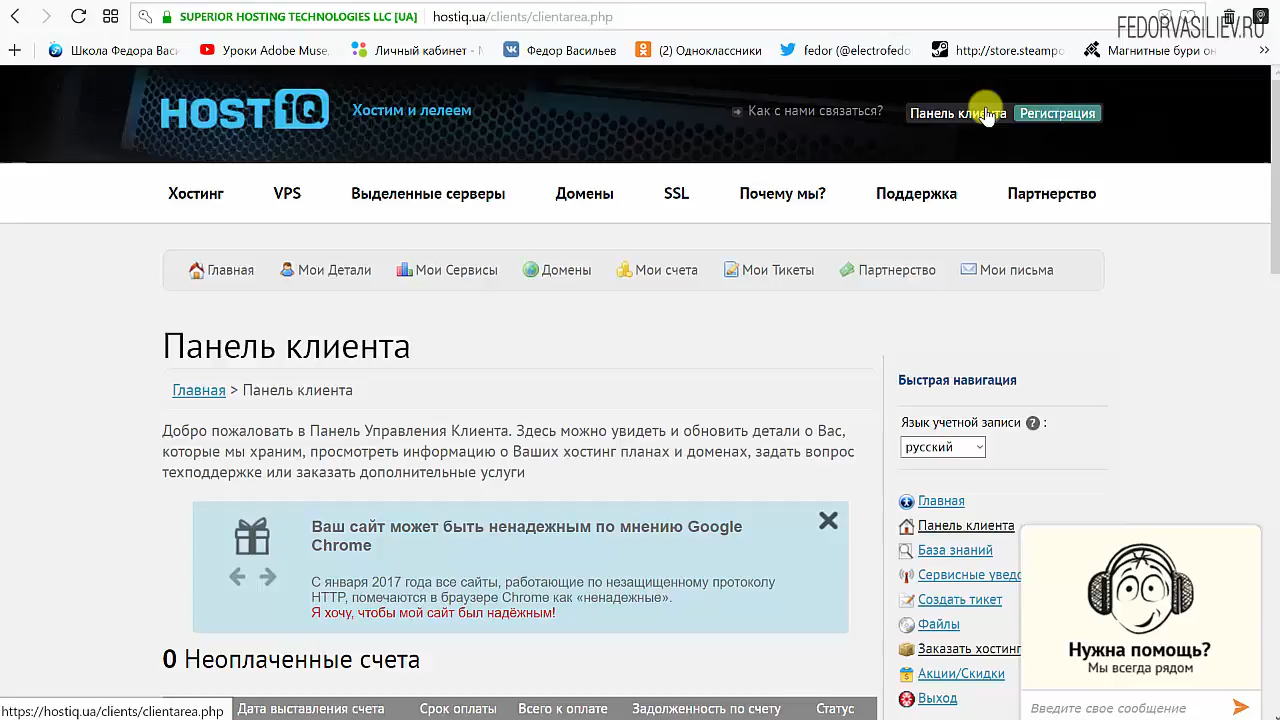 SUPERIOR HOSTING TECHNOLOGIES LLC [UA]
hostiq.ua/clients/clientarea.php
FEDORVASILIEV.RU
Школа Федора Вас
Уроки Adobe Muse
Личный кабинет -
Федор Васильев
(2) Одноклассники
fedor (@electrofedo
http://store.steampo
Магнитные бури он
HOST iQ
Хостим и лелеем
Как с нами связаться?
Панель клиента
Регистрация
Хостинг
VPS
Выделенные серверы
Домены
SSL
Почему мы?
Поддержка
Партнерство
Главная
Мои Детали
Мои Сервисы
Домены
Мои счета
Мои Тикеты
Партнерство
Мои письма
Панель клиента
Главная > Панель клиента
Добро пожаловать в Панель Управления Клиента. Здесь можно увидеть и обновить детали о Вас,
которые мы храним, просмотреть информацию о Ваших хостинг планах и доменах, задать вопрос
техподдержке или заказать дополнительные услуги
Ваш сайт может быть ненадежным по мнению Google
Chrome
С января 2017 года все сайты, работающие по незащищенному протоколу
HTTP, помечаются в браузере Chrome как «ненадежные».
Я хочу, чтобы мой сайт был надёжным!
0 Неоплаченные счета
Дата выставления счета
Срок оплаты
Всего к оплате
Задолженность по счету
Статус
https://hostiq.ua/clients/clientarea.php
Быстрая навигация
Язык учетной записи ? :
русский
Главная
Панель клиента
База знаний
Сервисные уведо
Создать тикет
Файлы
Заказать хостинг
Акции/Скидки
Выход
Нужна помощь?
Мы всегда рядом
Введите свое сообщение